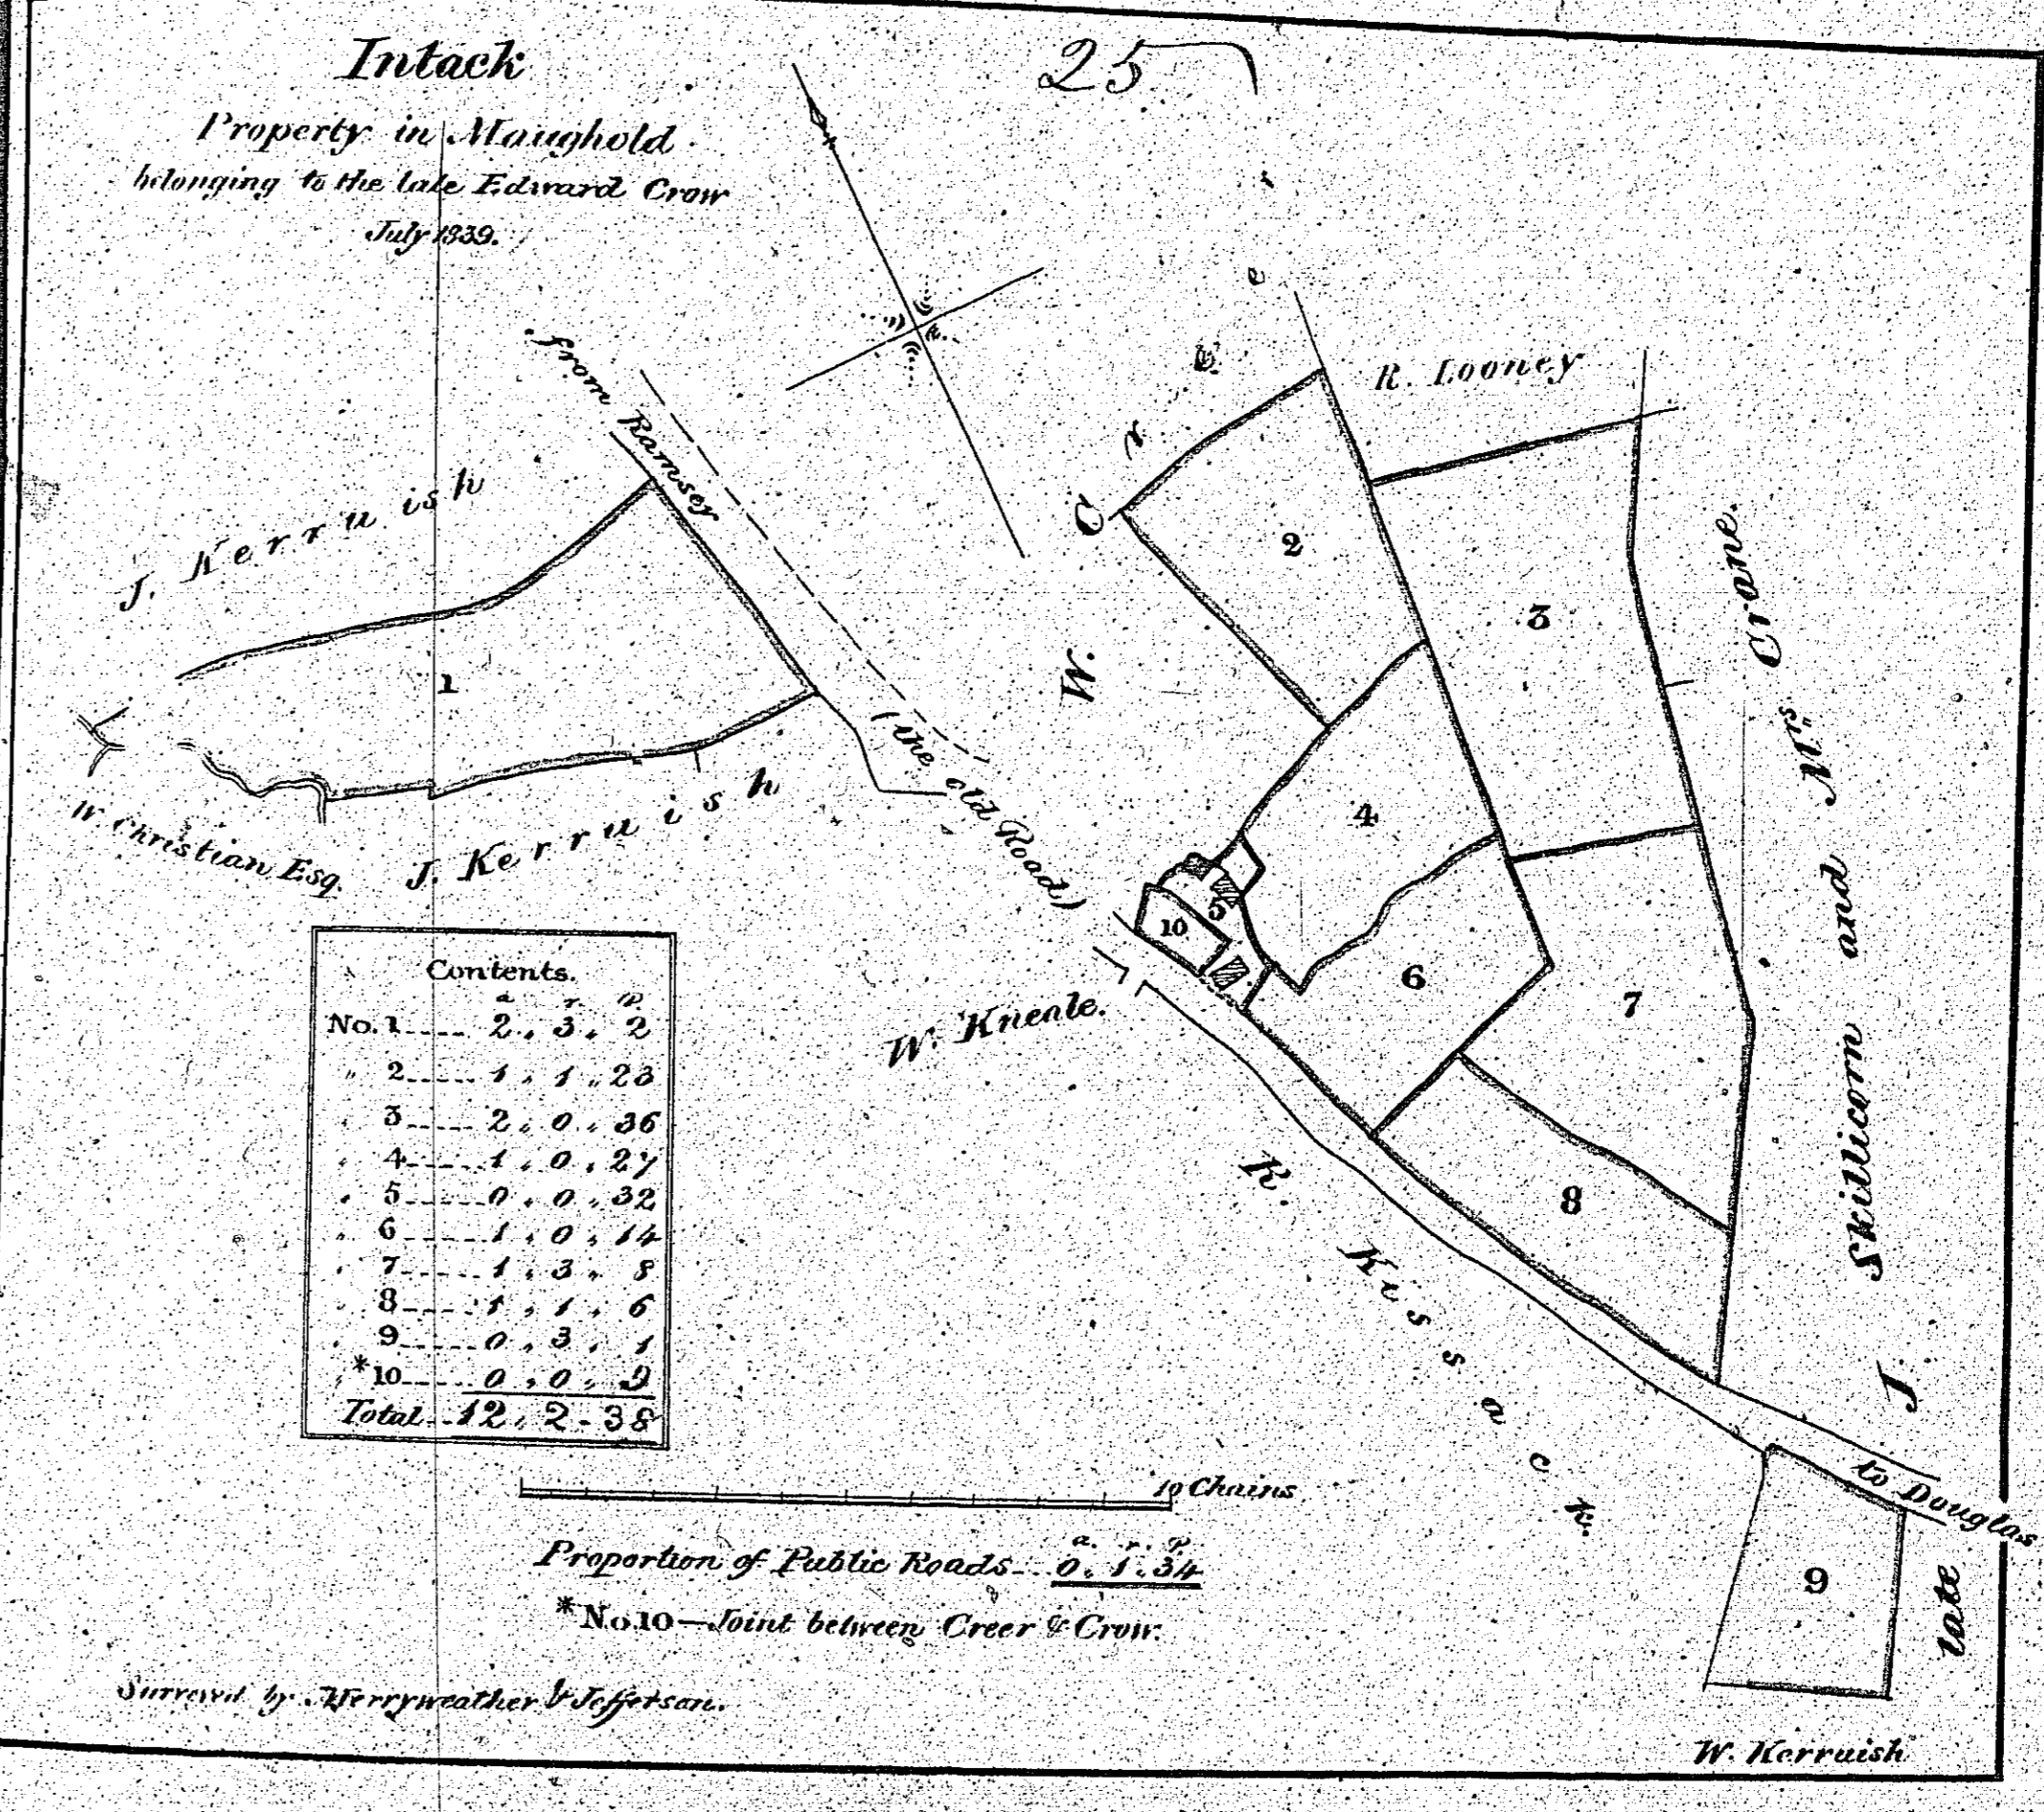 Intack
25
Property in Maughold
belonging to the late Edward Crow
July 1839.
from Ramsey
(the old Road)
to Douglas
J. Kerruish
J. Kerruish
W. Christian Esq.
W. Creer
R. Looney
J. Skillicorn and Mrs. Crane.
late
W. Kneale.
R. Kissack.
W. Kerruish
1
2
3
4
5
10
6
7
8
9
Contents.
a r. P.
No. 1 ..... 2 . 3 . 2
" 2 ..... 1 . 1 . 23
" 3 ..... 2 . 0 . 36
" 4 ..... 1 . 0 . 27
" 5 ..... 0 . 0 . 32
" 6 ..... 1 . 0 . 14
" 7 ..... 1 . 3 . 8
" 8 ..... 1 . 1 . 6
" 9 ..... 0 . 3 . 1
" *10 ..... 0 . 0 . 9
Total .. 12 . 2 - 38
10 Chains
a. r. P.
Proportion of Public Roads ... 0 . 1 . 34
*No. 10 — Joint between Creer & Crow.
Surveyed by Merryweather & Jefferson.